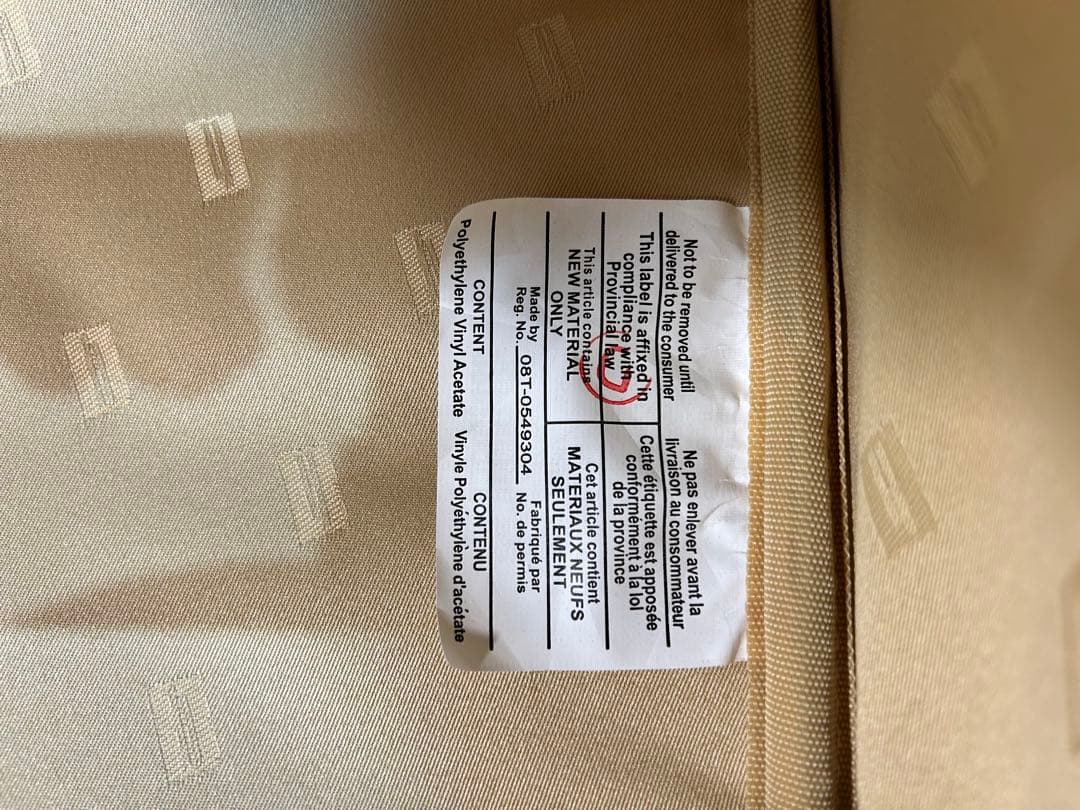 Not to be removed until
delivered to the consumer
Ne pas enlever avant la
livraison au consommateur
This label is affixed in
compliance with
Provincial law
Cette étiquette est apposée
conformément à la lol
de la province
This article contains
NEW MATERIAL
ONLY
Cet article contient
MATERIAUX NEUFS
SEULEMENT
Made by Fabriqué par
Reg. No. 08T-0549304 No. de permis
CONTENT CONTENU
Polyethylene Vinyl Acetate Vinyle Polyéthylène d'acétate